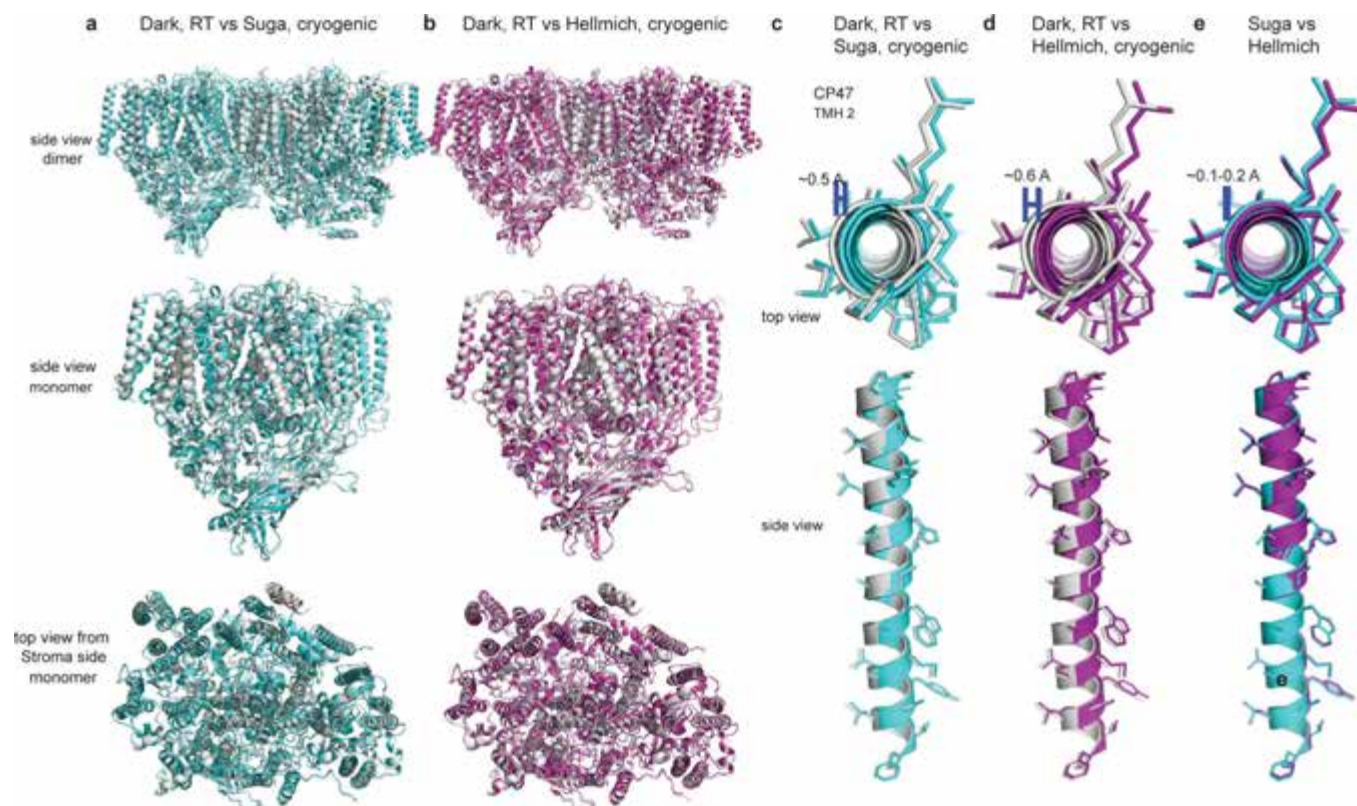 a Dark, RT vs Suga, cryogenic
b Dark, RT vs Hellmich, cryogenic
c Dark, RT vs
Suga, cryogenic
d Dark, RT vs
Hellmich, cryogenic
e Suga vs
Hellmich
side view
dimer
side view
monomer
top view from
Stroma side
monomer
CP47
TMH 2
~0.5 A
~0.6 A
~0.1-0.2 A
top view
side view
e